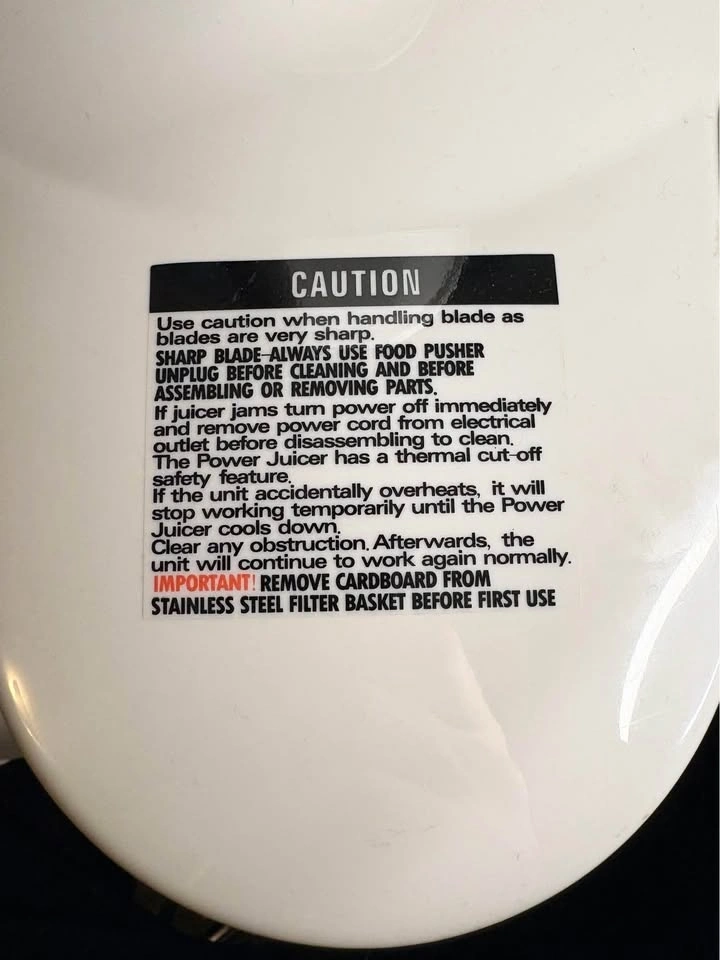 CAUTION
Use caution when handling blade as
blades are very sharp.
SHARP BLADE-ALWAYS USE FOOD PUSHER
UNPLUG BEFORE CLEANING AND BEFORE
ASSEMBLING OR REMOVING PARTS.
If juicer jams turn power off immediately
and remove power cord from electrical
outlet before disassembling to clean.
The Power Juicer has a thermal cut-off
safety feature.
If the unit accidentally overheats, it will
stop working temporarily until the Power
Juicer cools down.
Clear any obstruction. Afterwards, the
unit will continue to work again normally.
IMPORTANT! REMOVE CARDBOARD FROM
STAINLESS STEEL FILTER BASKET BEFORE FIRST USE